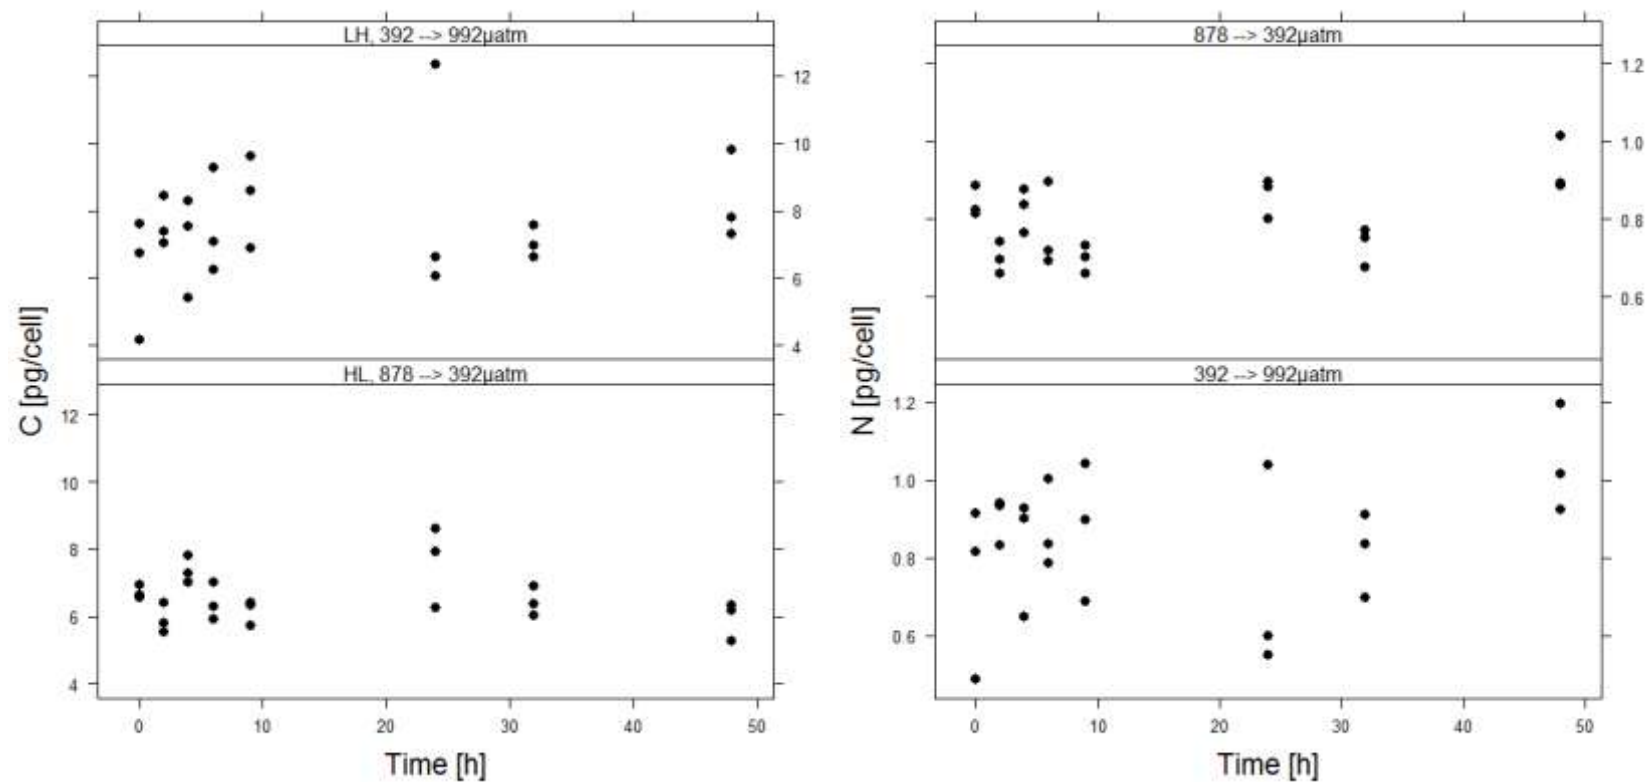 LH, 392 --> 992µatm
12
10
8
6
4
C [pg/cell]
HL, 878 --> 392µatm
12
10
8
6
4
0 10 20 30 40 50
Time [h]
878 --> 392µatm
1.2
1.0
0.8
0.6
N [pg/cell]
392 --> 992µatm
1.2
1.0
0.8
0.6
0 10 20 30 40 50
Time [h]